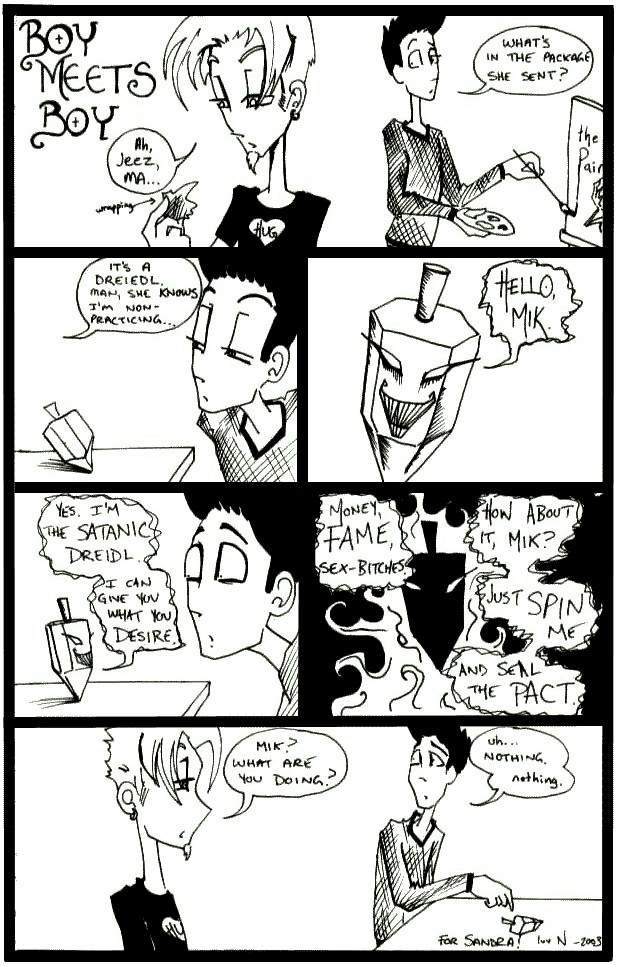 BOY
MEETS
BOY
Ah,
Jeez,
MA...
wrapping
HUG
WHAT'S
IN THE PACKAGE
SHE SENT?
the
Pain
IT'S A
DREIEDL.
MAN, SHE KNOWS
I'M NON-
PRACTICING...
HELLO,
MIK.
YES. I'M
THE SATANIC
DREIDL.
I CAN
GIVE YOU
WHAT YOU
DESIRE.
MONEY,
FAME,
SEX-BITCHES
HOW ABOUT
IT, MIK?
JUST SPIN
ME
AND SEAL
THE PACT.
MIK?
WHAT ARE
YOU DOING?
HU
uh...
NOTHING.
nothing.
FOR SANDRA! luv N -2003